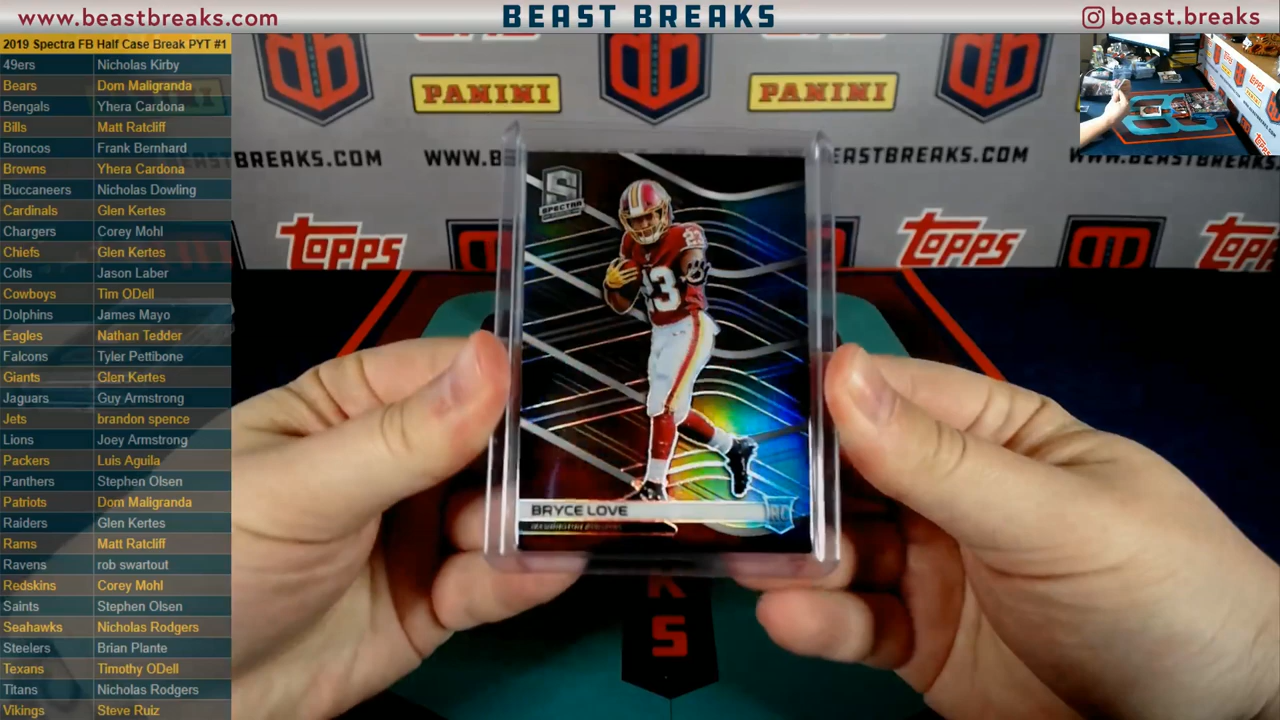 www.beastbreaks.com
BEAST BREAKS
beast.breaks
2019 Spectra FB Half Case Break PYT #1
49ers Nicholas Kirby
Bears Dom Maligranda
Bengals Yhera Cardona
Bills Matt Ratcliff
Broncos Frank Bernhard
Browns Yhera Cardona
Buccaneers Nicholas Dowling
Cardinals Glen Kertes
Chargers Corey Mohl
Chiefs Glen Kertes
Colts Jason Laber
Cowboys Tim ODell
Dolphins James Mayo
Eagles Nathan Tedder
Falcons Tyler Pettibone
Giants Glen Kertes
Jaguars Guy Armstrong
Jets brandon spence
Lions Joey Armstrong
Packers Luis Aguila
Panthers Stephen Olsen
Patriots Dom Maligranda
Raiders Glen Kertes
Rams Matt Ratcliff
Ravens rob swartout
Redskins Corey Mohl
Saints Stephen Olsen
Seahawks Nicholas Rodgers
Steelers Brian Plante
Texans Timothy ODell
Titans Nicholas Rodgers
Vikings Steve Ruiz
PANINI PANINI
BREAKS.COM WWW.B EASTBREAKS.COM WWW.BEASTBREAKS.COM
topps topps topps
S
SPECTRA
23
23
BRYCE LOVE
RC
K S
S